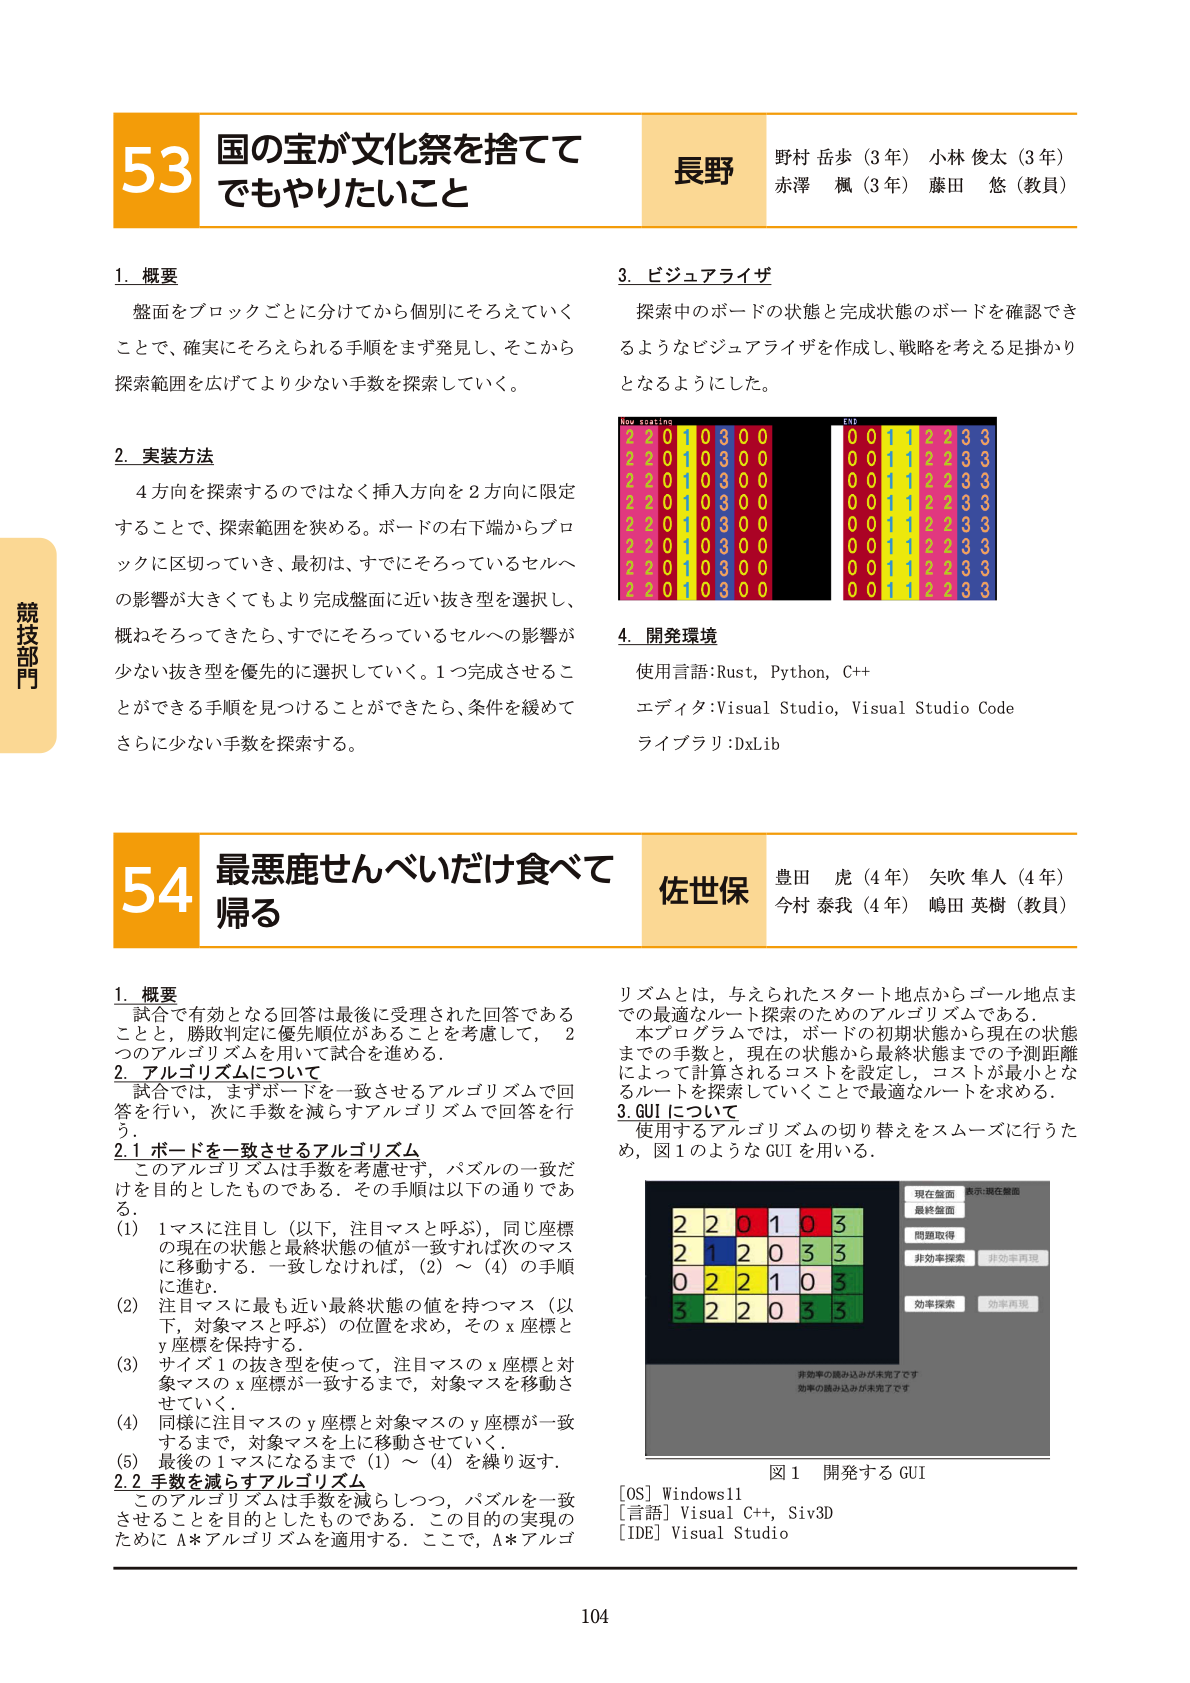 53
国の宝が文化祭を捨てて
でもやりたいこと
長野
野村 岳歩（3年）　小林 俊太（3年）
赤澤　楓（3年）　藤田　悠（教員）
1. 概要
盤面をブロックごとに分けてから個別にそろえていく
ことで、確実にそろえられる手順をまず発見し、そこから
探索範囲を広げてより少ない手数を探索していく。
2. 実装方法
４方向を探索するのではなく挿入方向を２方向に限定
することで、探索範囲を狭める。ボードの右下端からブロ
ックに区切っていき、最初は、すでにそろっているセルへ
の影響が大きくてもより完成盤面に近い抜き型を選択し、
概ねそろってきたら、すでにそろっているセルへの影響が
少ない抜き型を優先的に選択していく。１つ完成させるこ
とができる手順を見つけることができたら、条件を緩めて
さらに少ない手数を探索する。
3. ビジュアライザ
探索中のボードの状態と完成状態のボードを確認でき
るようなビジュアライザを作成し、戦略を考える足掛かり
となるようにした。
END
2 2 0 1 0 3 0 0 0 0 1 1 2 2 3 3
2 2 0 1 0 3 0 0 0 0 1 1 2 2 3 3
2 2 0 1 0 3 0 0 0 0 1 1 2 2 3 3
2 2 0 1 0 3 0 0 0 0 1 1 2 2 3 3
2 2 0 1 0 3 0 0 0 0 1 1 2 2 3 3
2 2 0 1 0 3 0 0 0 0 1 1 2 2 3 3
2 2 0 1 0 3 0 0 0 0 1 1 2 2 3 3
2 2 0 1 0 3 0 0 0 0 1 1 2 2 3 3
4. 開発環境
使用言語:Rust, Python, C++
エディタ:Visual Studio, Visual Studio Code
ライブラリ:DxLib
競技部門
54
最悪鹿せんべいだけ食べて
帰る
佐世保
豊田　虎（4年）　矢吹 隼人（4年）
今村 泰我（4年）　嶋田 英樹（教員）
1. 概要
試合で有効となる回答は最後に受理された回答である
ことと，勝敗判定に優先順位があることを考慮して， 2
つのアルゴリズムを用いて試合を進める．
2. アルゴリズムについて
試合では，まずボードを一致させるアルゴリズムで回
答を行い，次に手数を減らすアルゴリズムで回答を行
う．
2.1 ボードを一致させるアルゴリズム
このアルゴリズムは手数を考慮せず，パズルの一致だ
けを目的としたものである．その手順は以下の通りであ
る．
(1) 1マスに注目し（以下，注目マスと呼ぶ），同じ座標
の現在の状態と最終状態の値が一致すれば次のマス
に移動する．一致しなければ，（2）～（4）の手順
に進む．
(2) 注目マスに最も近い最終状態の値を持つマス（以
下，対象マスと呼ぶ）の位置を求め，その x 座標と
y 座標を保持する．
(3) サイズ 1 の抜き型を使って，注目マスの x 座標と対
象マスの x 座標が一致するまで，対象マスを移動さ
せていく．
(4) 同様に注目マスの y 座標と対象マスの y 座標が一致
するまで，対象マスを上に移動させていく．
(5) 最後の 1 マスになるまで（1）～（4）を繰り返す．
2.2 手数を減らすアルゴリズム
このアルゴリズムは手数を減らしつつ，パズルを一致
させることを目的としたものである．この目的の実現の
ために A＊アルゴリズムを適用する．ここで，A＊アルゴ
リズムとは，与えられたスタート地点からゴール地点ま
での最適なルート探索のためのアルゴリズムである．
本プログラムでは，ボードの初期状態から現在の状態
までの手数と，現在の状態から最終状態までの予測距離
によって計算されるコストを設定し，コストが最小とな
るルートを探索していくことで最適なルートを求める．
3. GUI について
使用するアルゴリズムの切り替えをスムーズに行うた
め，図 1 のような GUI を用いる．
2 2 0 1 0 3
2 1 2 0 3 3
0 2 2 1 0 3
3 2 2 0 3 3
現在盤面 表示:現在盤面
最終盤面
問題取得
非効率探索 非効率再現
効率探索 効率再現
非効率の読み込みが未完了です
効率の読み込みが未完了です
図 1　開発する GUI
[OS] Windows11
[言語] Visual C++, Siv3D
[IDE] Visual Studio
104